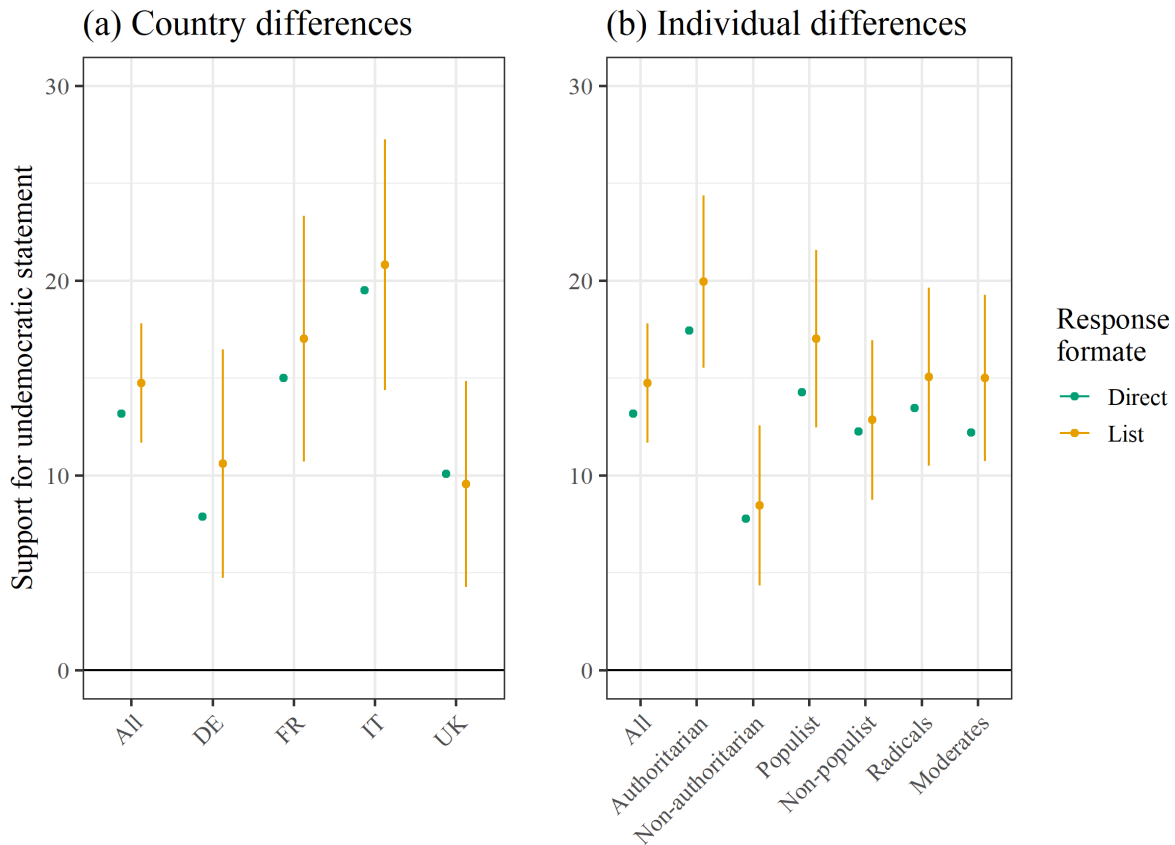 (a) Country differences
(b) Individual differences
Support for undemocratic statement
30
20
10
0
All
DE
FR
IT
UK
30
20
10
0
All
Authoritarian
Non-authoritarian
Populist
Non-populist
Radicals
Moderates
Response
formate
Direct
List